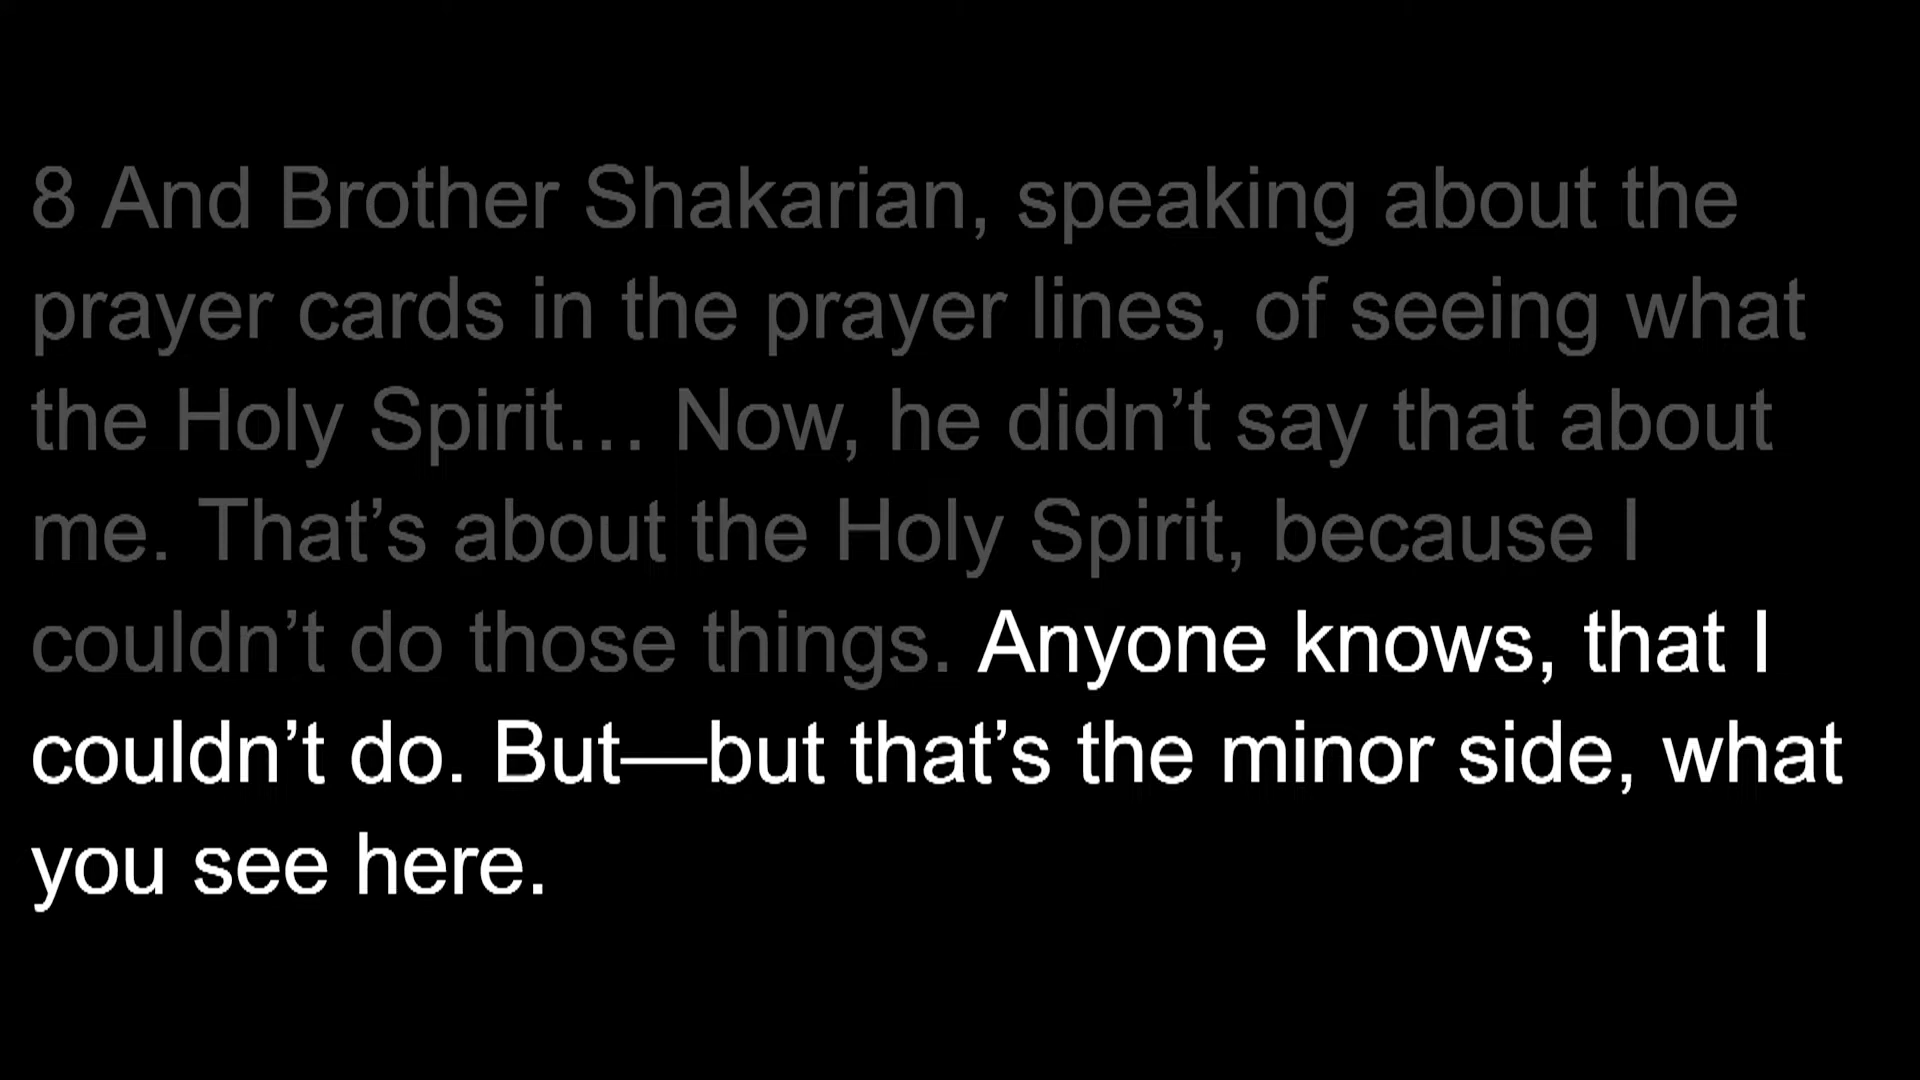 8 And Brother Shakarian, speaking about the
prayer cards in the prayer lines, of seeing what
the Holy Spirit… Now, he didn’t say that about
me. That’s about the Holy Spirit, because I
couldn’t do those things. Anyone knows, that I
couldn’t do. But—but that’s the minor side, what
you see here.